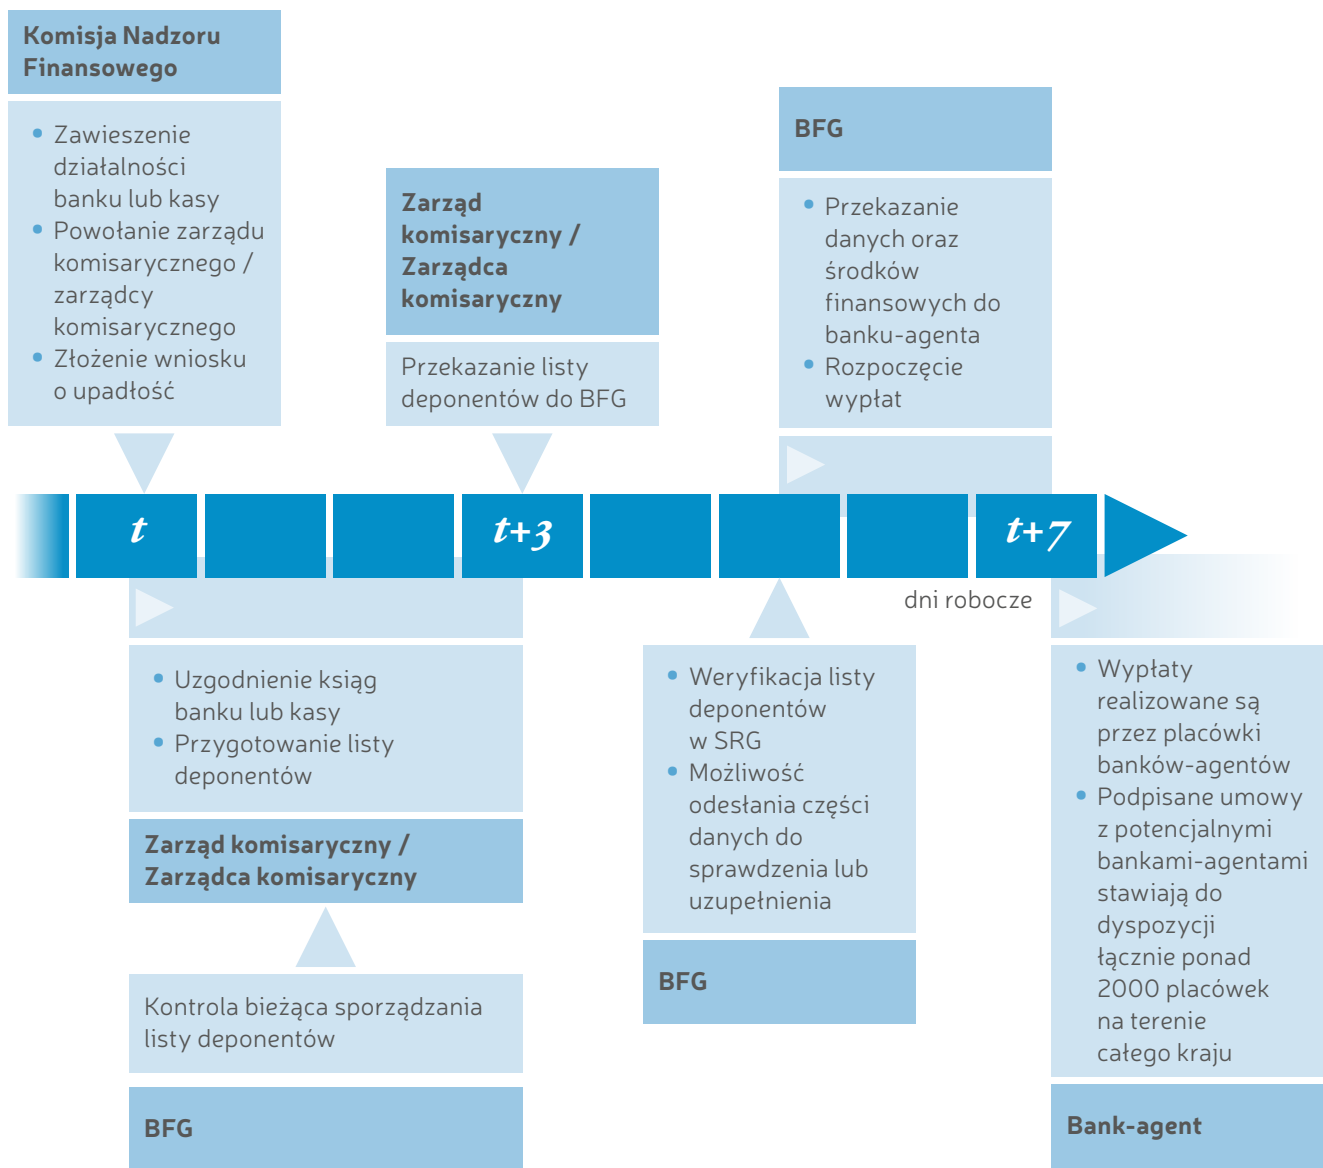 Komisja Nadzoru
Finansowego
• Zawieszenie
działalności
banku lub kasy
• Powołanie zarządu
komisarycznego /
zarządcy
komisarycznego
• Złożenie wniosku
o upadłość
Zarząd
komisaryczny /
Zarządca
komisaryczny
Przekazanie listy
deponentów do BFG
BFG
• Przekazanie
danych oraz
środków
finansowych do
banku-agenta
• Rozpoczęcie
wypłat
t
t+3
t+7
dni robocze
• Uzgodnienie ksiąg
banku lub kasy
• Przygotowanie listy
deponentów
Zarząd komisaryczny /
Zarządca komisaryczny
Kontrola bieżąca sporządzania
listy deponentów
BFG
• Weryfikacja listy
deponentów
w SRG
• Możliwość
odesłania części
danych do
sprawdzenia lub
uzupełnienia
BFG
• Wypłaty
realizowane są
przez placówki
banków-agentów
• Podpisane umowy
z potencjalnymi
bankami-agentami
stawiają do
dyspozycji
łącznie ponad
2000 placówek
na terenie
całego kraju
Bank-agent